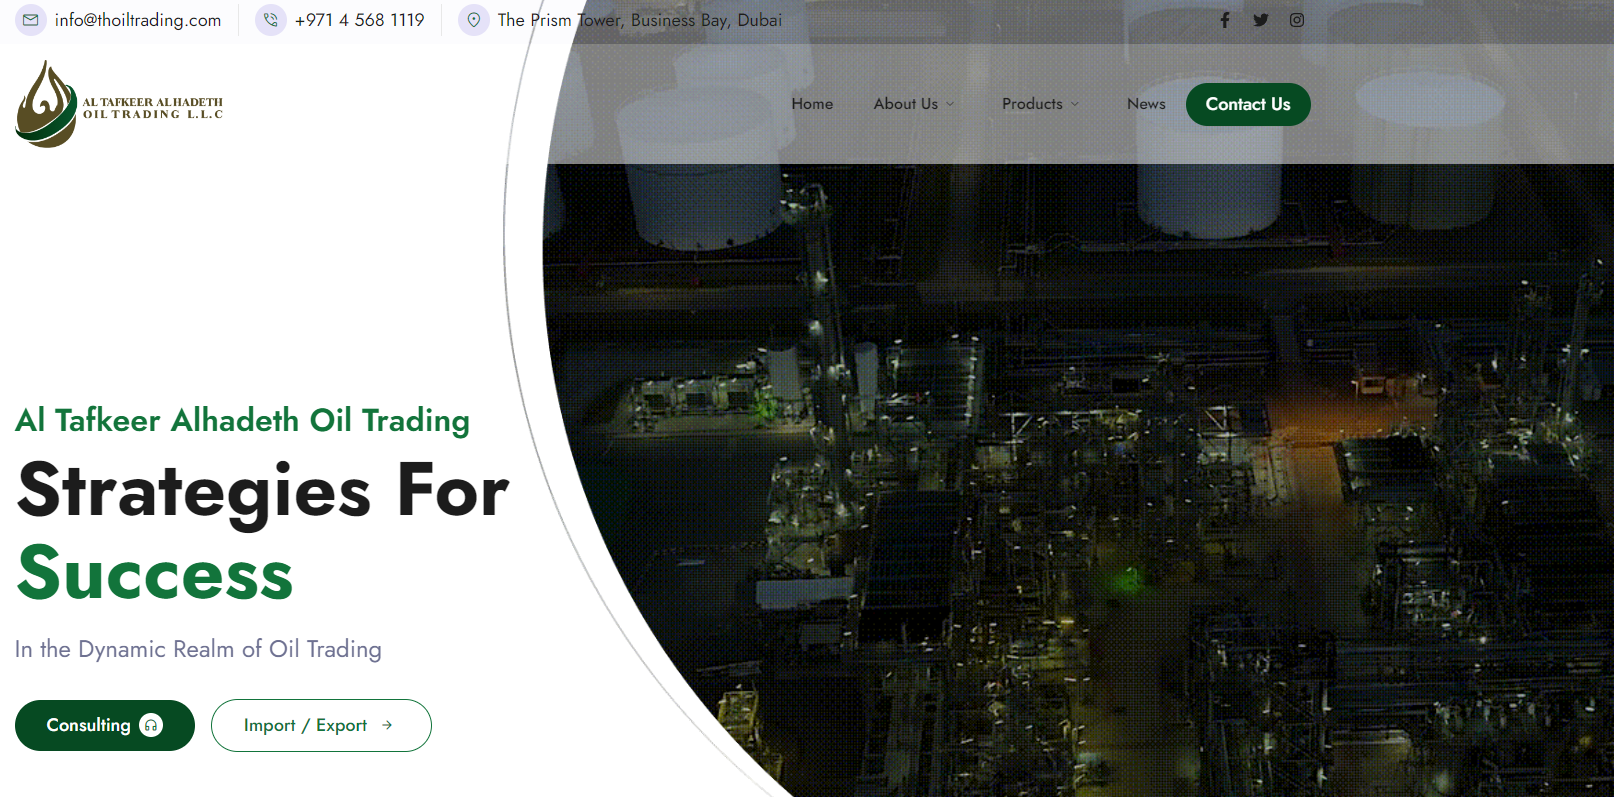 info@thoiltrading.com +971 4 568 1119 The Prism Tower, Business Bay, Dubai
AL TAFKEER ALHADETH
OIL TRADING L.L.C
Home About Us Products News Contact Us
Al Tafkeer Alhadeth Oil Trading
Strategies For
Success
In the Dynamic Realm of Oil Trading
Consulting Import / Export